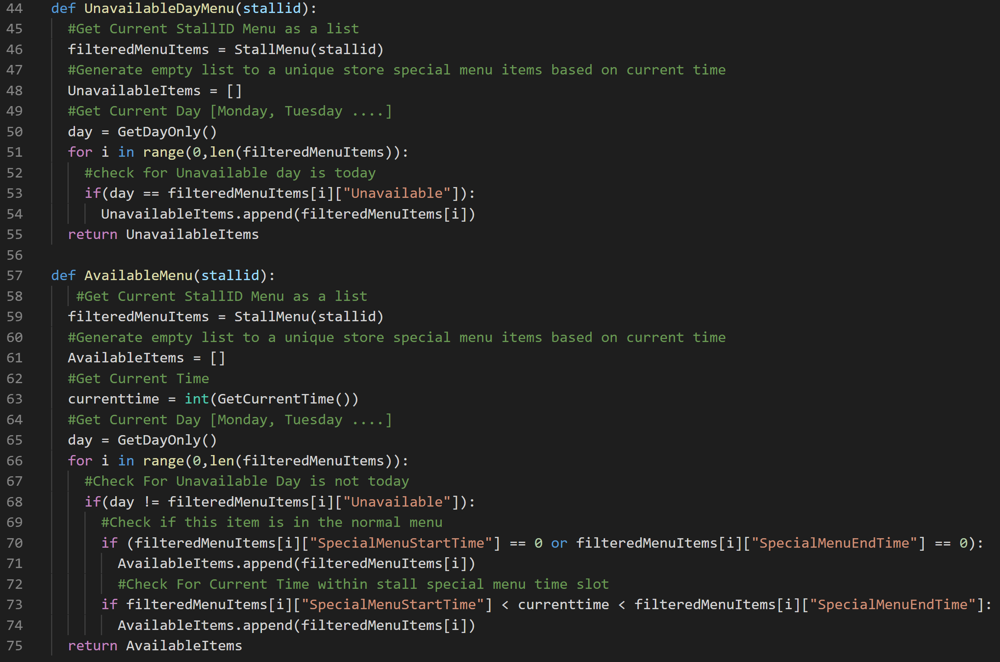 44 def UnavailableDayMenu(stallid):
45 #Get Current StallID Menu as a list
46 filteredMenuItems = StallMenu(stallid)
47 #Generate empty list to a unique store special menu items based on current time
48 UnavailableItems = []
49 #Get Current Day [Monday, Tuesday ....]
50 day = GetDayOnly()
51 for i in range(0,len(filteredMenuItems)):
52 #check for Unavailable day is today
53 if(day == filteredMenuItems[i]["Unavailable"]):
54 UnavailableItems.append(filteredMenuItems[i])
55 return UnavailableItems
56
57 def AvailableMenu(stallid):
58 #Get Current StallID Menu as a list
59 filteredMenuItems = StallMenu(stallid)
60 #Generate empty list to a unique store special menu items based on current time
61 AvailableItems = []
62 #Get Current Time
63 currenttime = int(GetCurrentTime())
64 #Get Current Day [Monday, Tuesday ....]
65 day = GetDayOnly()
66 for i in range(0,len(filteredMenuItems)):
67 #Check For Unavailable Day is not today
68 if(day != filteredMenuItems[i]["Unavailable"]):
69 #Check if this item is in the normal menu
70 if (filteredMenuItems[i]["SpecialMenuStartTime"] == 0 or filteredMenuItems[i]["SpecialMenuEndTime"] == 0):
71 AvailableItems.append(filteredMenuItems[i])
72 #Check For Current Time within stall special menu time slot
73 if filteredMenuItems[i]["SpecialMenuStartTime"] < currenttime < filteredMenuItems[i]["SpecialMenuEndTime"]:
74 AvailableItems.append(filteredMenuItems[i])
75 return AvailableItems